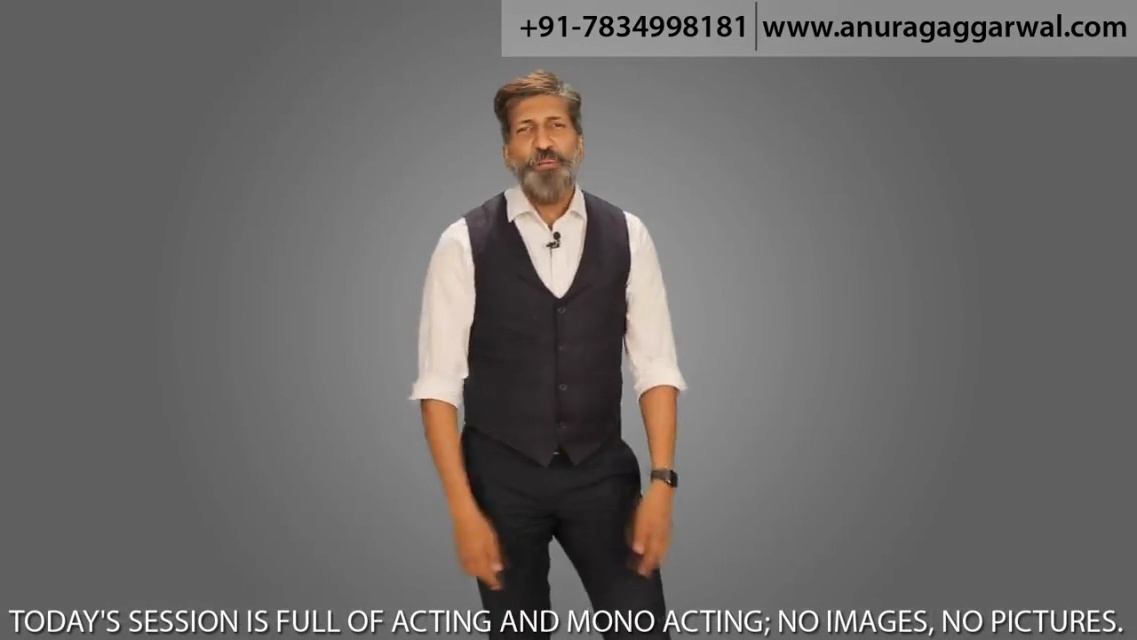 +91-7834998181 | www.anuragaggarwal.com
TODAY'S SESSION IS FULL OF ACTING AND MONO ACTING; NO IMAGES, NO PICTURES.